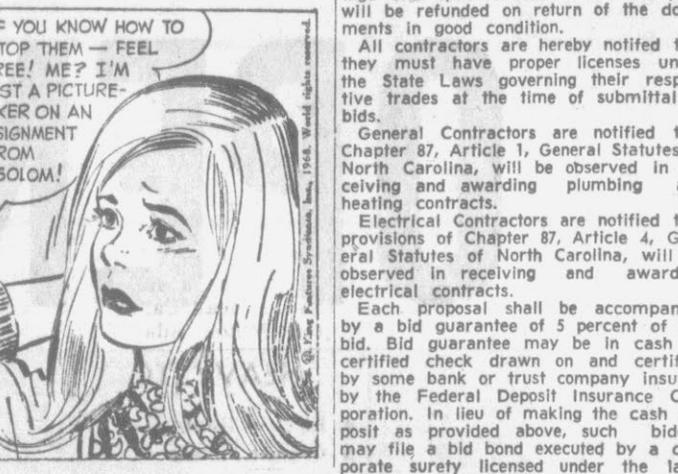 F YOU KNOW HOW TO
TOP THEM — FEEL
REE! ME? I'M
ST A PICTURE-
KER ON AN
SIGNMENT
ROM
GOLOM!
© King Features Syndicate, Inc., 1968. World rights reserved.
will be refunded on return of the do
ments in good condition.
All contractors are hereby notifed t
they must have proper licenses un
the State Laws governing their resp
tive trades at the time of submittal
bids.
General Contractors are notified t
Chapter 87, Article 1, General Statutes
North Carolina, will be observed in
ceiving and awarding plumbing a
heating contracts.
Electrical Contractors are notified t
provisions of Chapter 87, Article 4, G
eral Statutes of North Carolina, will
observed in receiving and award
electrical contracts.
Each proposal shall be accompan
by a bid guarantee of 5 percent of
bid. Bid guarantee may be in cash
certified check drawn on and certif
by some bank or trust company insu
by the Federal Deposit Insurance C
poration. In lieu of making the cash
posit as provided above, such bid
may file a bid bond executed by a c
porate surety licensed under the la